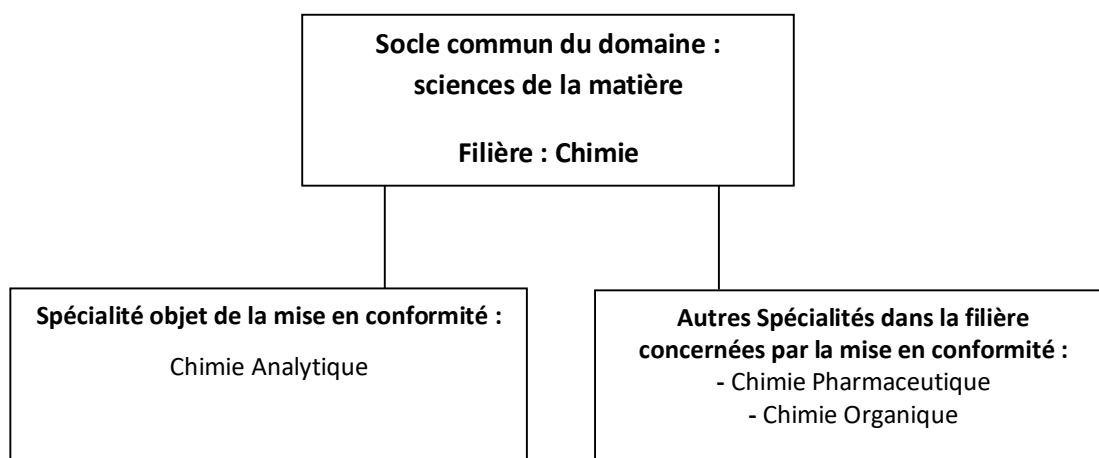 Socle commun du domaine :
sciences de la matière
Filière : Chimie
Spécialité objet de la mise en conformité :
Chimie Analytique
Autres Spécialités dans la filière
concernées par la mise en conformité :
- Chimie Pharmaceutique
- Chimie Organique